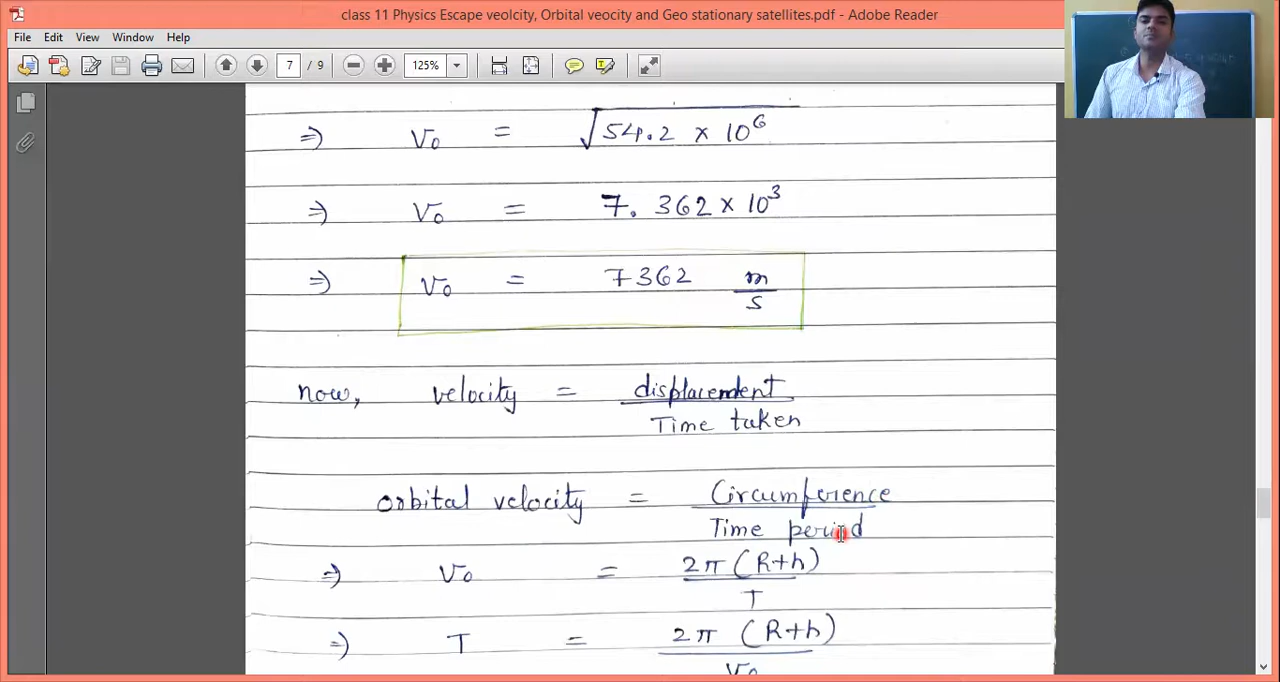 class 11 Physics Escape veolcity, Orbital veocity and Geo stationary satellites.pdf - Adobe Reader
File Edit View Window Help
7 / 9 125%
⇒ V₀ = √54.2 × 10⁶
⇒ V₀ = 7.362 × 10³
⇒ V₀ = 7362 m/s
now, velocity = displacement / Time taken
orbital velocity = Circumference / Time period
⇒ V₀ = 2π (R+h) / T
⇒ T = 2π (R+h) / V₀